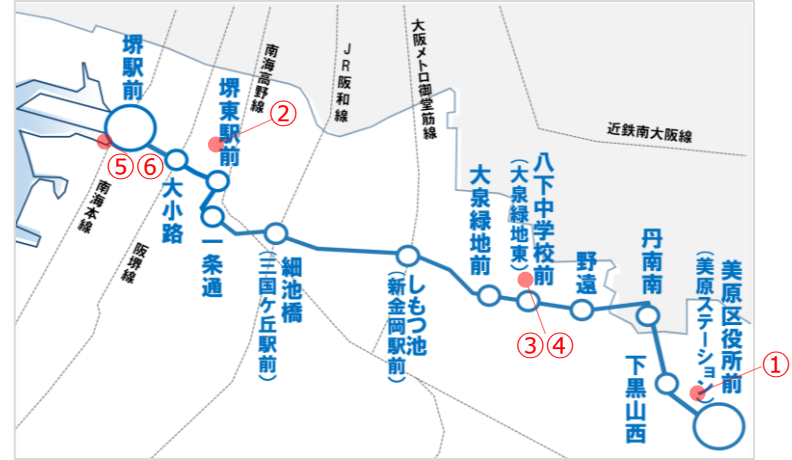 堺駅前
⑤⑥
南海本線
大小路
阪堺線
堺東駅前
②
南海高野線
一条通
JR阪和線
細池橋
(三国ケ丘駅前)
大阪メトロ御堂筋線
しもつ池
(新金岡駅前)
大泉緑地前
八下中学校前
(大泉緑地東)
③④
野遠
近鉄南大阪線
丹南南
下黒山西
美原区役所前
(美原ステーション)
①